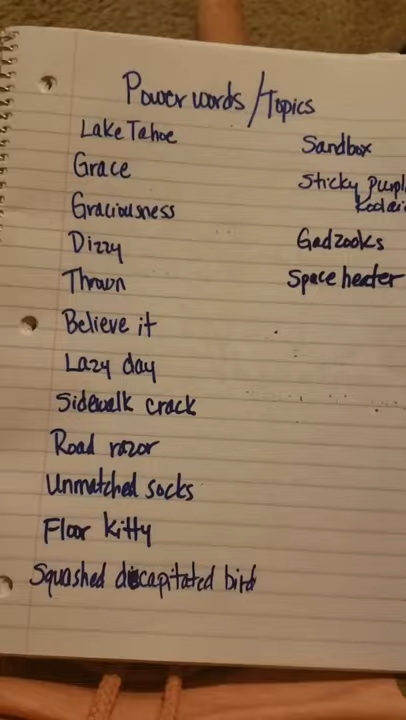 Power words/Topics
Lake Tahoe
Grace
Graciousness
Dizzy
Thrown
Believe it
Lazy day
Sidewalk crack
Road razor
Unmatched socks
Floor kitty
Squashed discapitated bird
Sandbox
Sticky Purpl
Gadzooks
Space heater